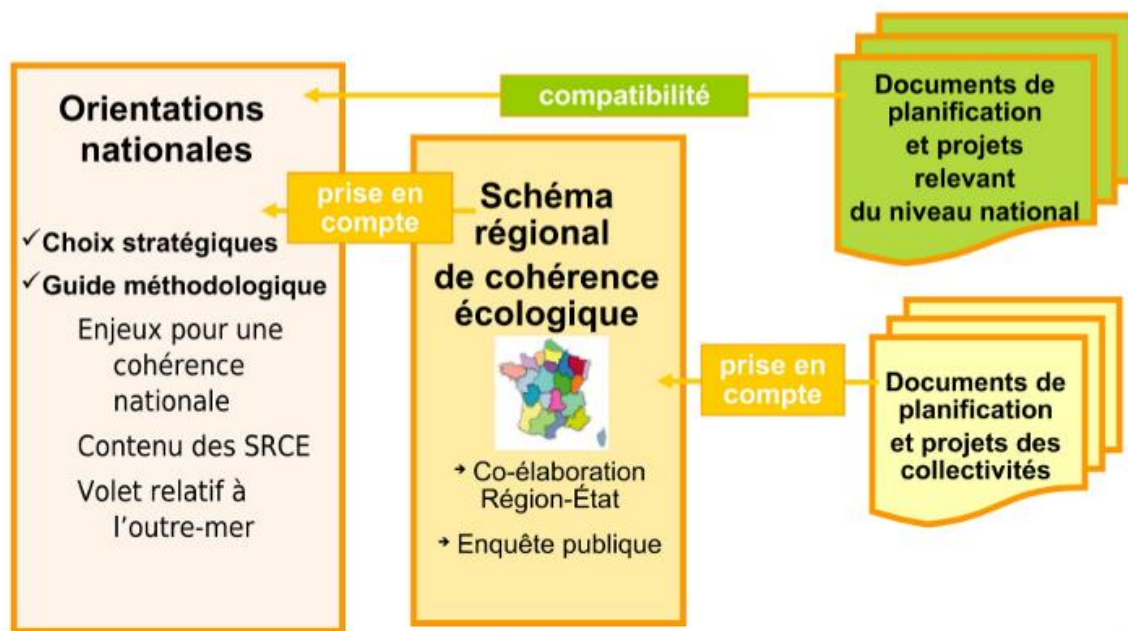 Orientations
nationales
✓Choix stratégiques
✓Guide méthodologique
Enjeux pour une
cohérence
nationale
Contenu des SRCE
Volet relatif à
l’outre-mer
compatibilité
prise en
compte
Schéma
régional
de cohérence
écologique
→ Co-élaboration
Région-État
→ Enquête publique
prise en
compte
Documents de
planification
et projets
relevant
du niveau national
Documents de
planification
et projets des
collectivités